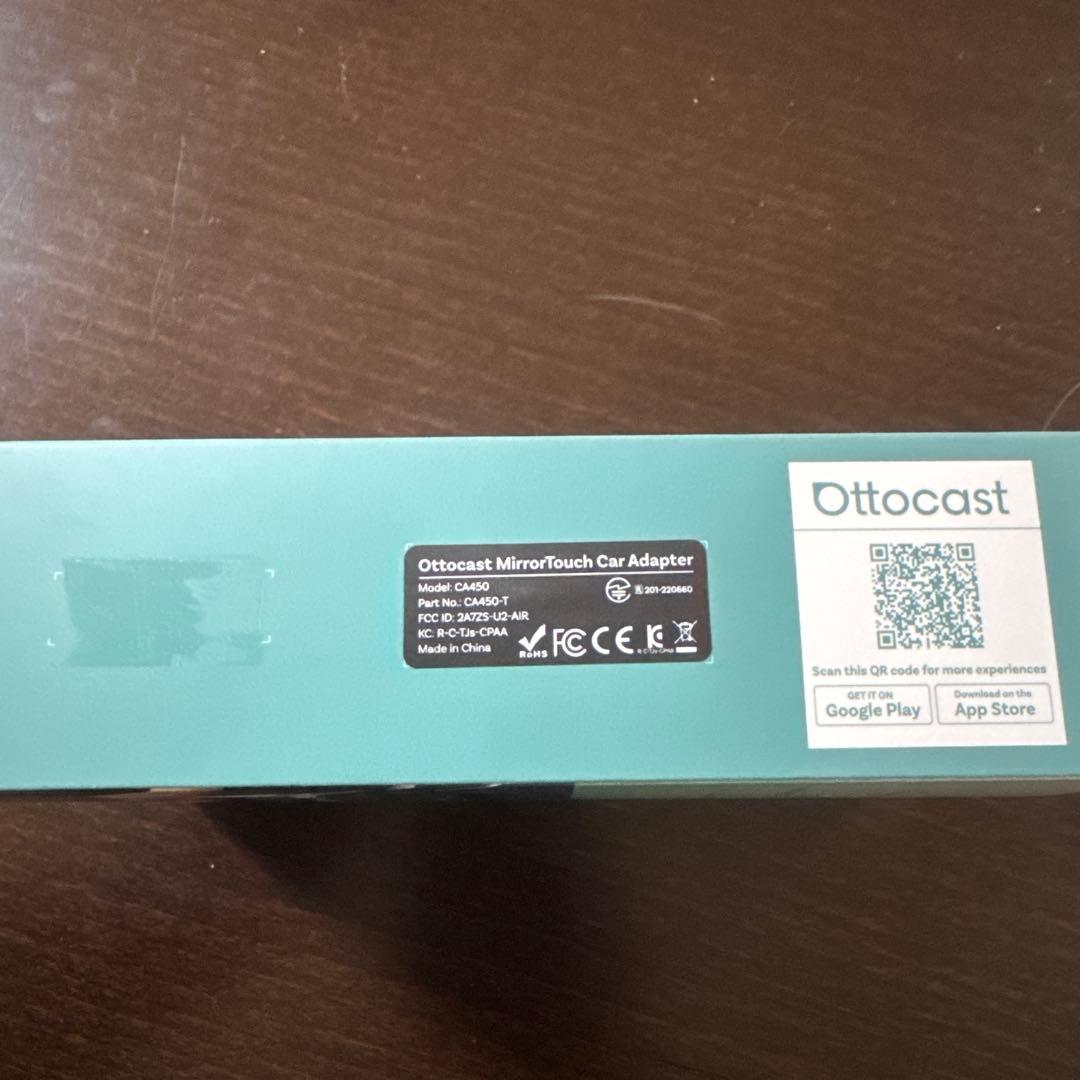 Ottocast MirrorTouch Car Adapter
Model: CA450
Part No.: CA450-T
FCC ID: 2A7ZS-U2-AIR
KC: R-C-TJs-CPAA
Made in China
R 201-220660
RoHS
FC CE
R-C-TJs-CPAA
Ottocast
Scan this QR code for more experiences
GET IT ON
Google Play
Download on the
App Store